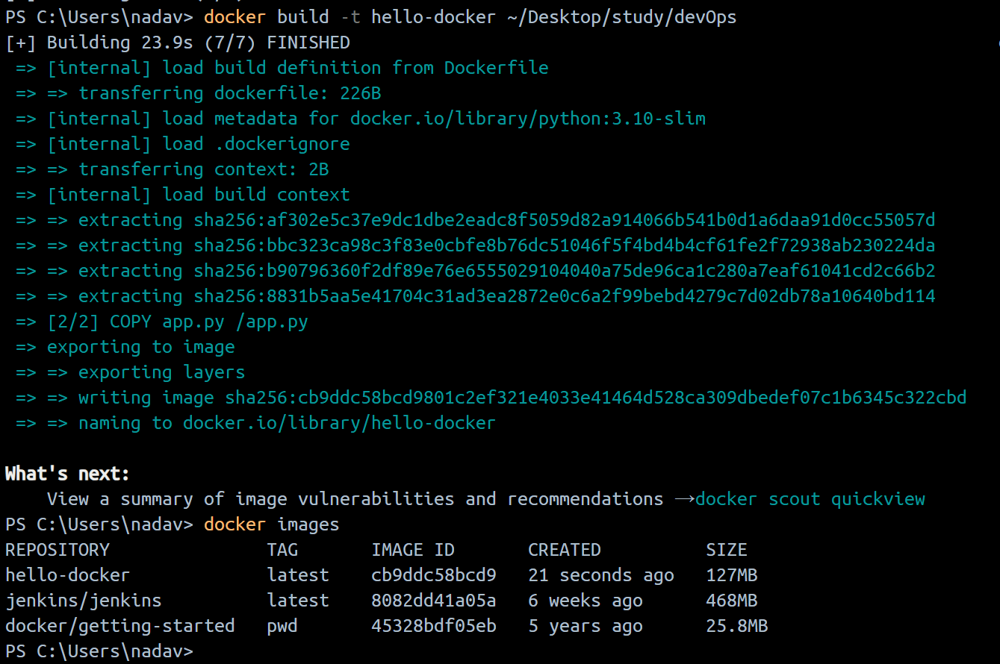 PS C:\Users\nadav> docker build -t hello-docker ~/Desktop/study/devOps
[+] Building 23.9s (7/7) FINISHED
=> [internal] load build definition from Dockerfile
=> => transferring dockerfile: 226B
=> [internal] load metadata for docker.io/library/python:3.10-slim
=> [internal] load .dockerignore
=> => transferring context: 2B
=> [internal] load build context
=> => extracting sha256:af302e5c37e9dc1dbe2eadc8f5059d82a914066b541b0d1a6daa91d0cc55057d
=> => extracting sha256:bbc323ca98c3f83e0cbfe8b76dc51046f5f4bd4b4cf61fe2f72938ab230224da
=> => extracting sha256:b90796360f2df89e76e6555029104040a75de96ca1c280a7eaf61041cd2c66b2
=> => extracting sha256:8831b5aa5e41704c31ad3ea2872e0c6a2f99bebd4279c7d02db78a10640bd114
=> [2/2] COPY app.py /app.py
=> exporting to image
=> => exporting layers
=> => writing image sha256:cb9ddc58bcd9801c2ef321e4033e41464d528ca309dbedef07c1b6345c322cbd
=> => naming to docker.io/library/hello-docker
What's next:
View a summary of image vulnerabilities and recommendations → docker scout quickview
PS C:\Users\nadav> docker images
REPOSITORY TAG IMAGE ID CREATED SIZE
hello-docker latest cb9ddc58bcd9 21 seconds ago 127MB
jenkins/jenkins latest 8082dd41a05a 6 weeks ago 468MB
docker/getting-started pwd 45328bdf05eb 5 years ago 25.8MB
PS C:\Users\nadav>